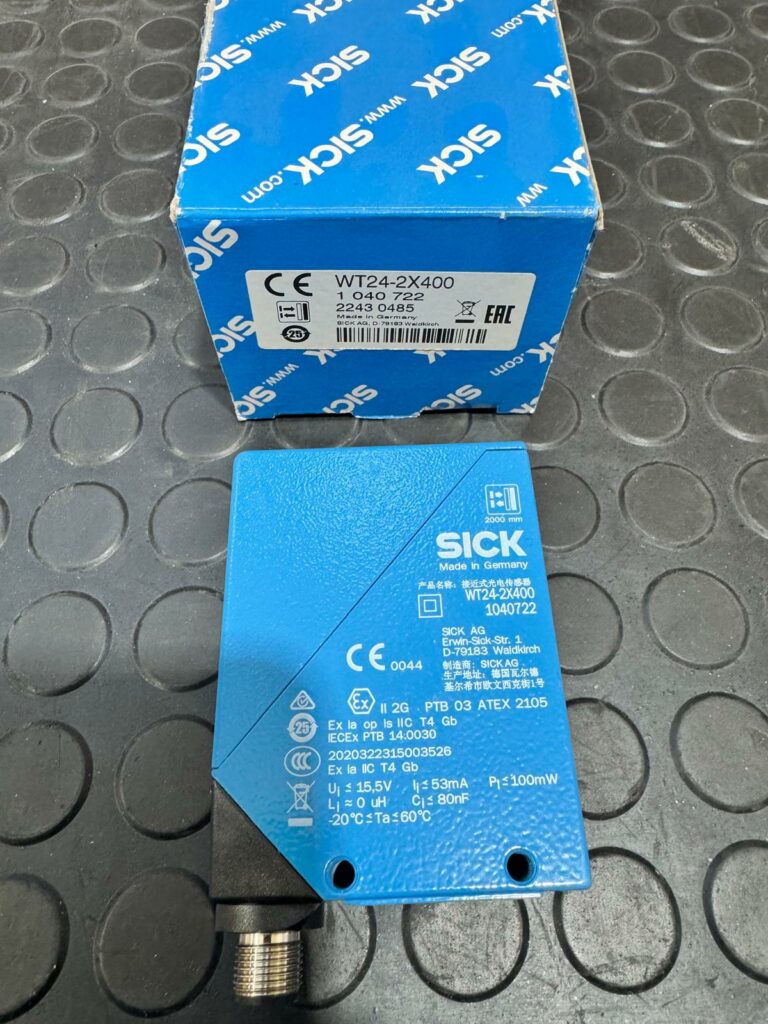 www.SICK.com
SICK
CE WT24-2X400
1 040 722
2243 0485
Made in Germany
SICK AG, D-79183 Waldkirch
25
EAC
2000 mm
SICK
Made in Germany
产品名称: 接近式光电传感器
WT24-2X400
1040722
SICK AG
Erwin-Sick-Str. 1
D-79183 Waldkirch
CE 0044
制造商: SICK AG
生产地址: 德国瓦尔德
基尔希市欧文西克街1号
Ex II 2G PTB 03 ATEX 2105
25
Ex ia op is IIC T4 Gb
IECEx PTB 14.0030
CCC
2020322315003526
Ex ia IIC T4 Gb
Ui ≤ 15,5V Ii ≤ 53mA Pi ≤ 100mW
Li ≈ 0 uH Ci ≤ 80nF
-20°C ≤ Ta ≤ 60°C